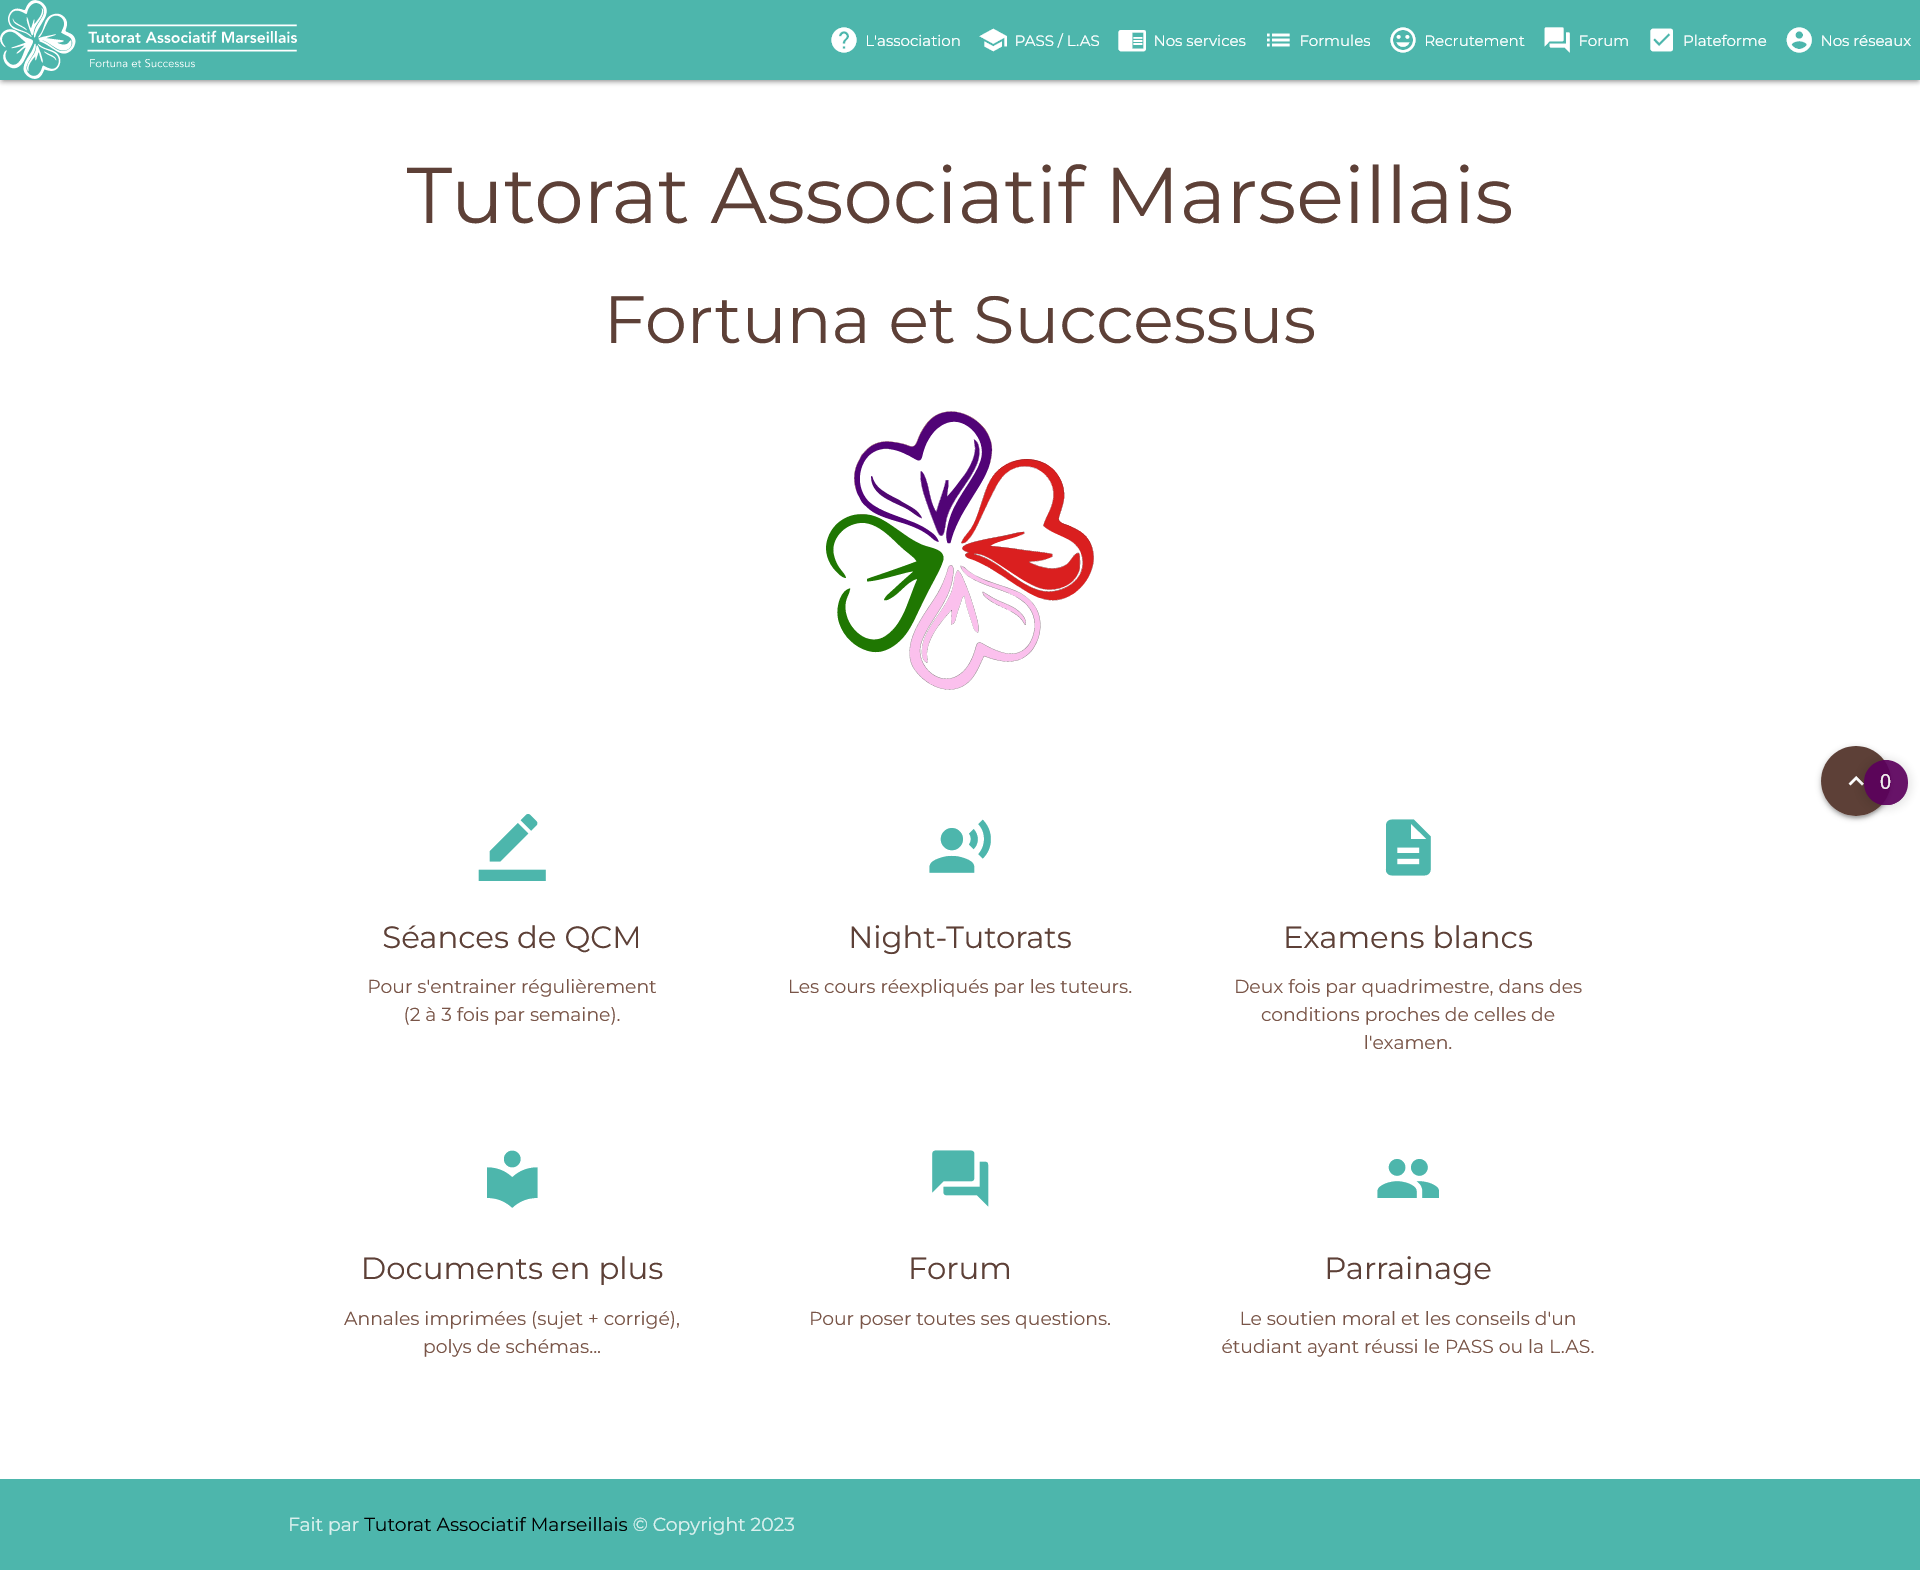 Tutorat Associatif Marseillais
Fortuna et Successus
L'association
PASS / L.AS
Nos services
Formules
Recrutement
Forum
Plateforme
Nos réseaux
Tutorat Associatif Marseillais
Fortuna et Successus
0
Séances de QCM
Pour s'entrainer régulièrement
(2 à 3 fois par semaine).
Night-Tutorats
Les cours réexpliqués par les tuteurs.
Examens blancs
Deux fois par quadrimestre, dans des
conditions proches de celles de
l'examen.
Documents en plus
Annales imprimées (sujet + corrigé),
polys de schémas...
Forum
Pour poser toutes ses questions.
Parrainage
Le soutien moral et les conseils d'un
étudiant ayant réussi le PASS ou la L.AS.
Fait par Tutorat Associatif Marseillais © Copyright 2023